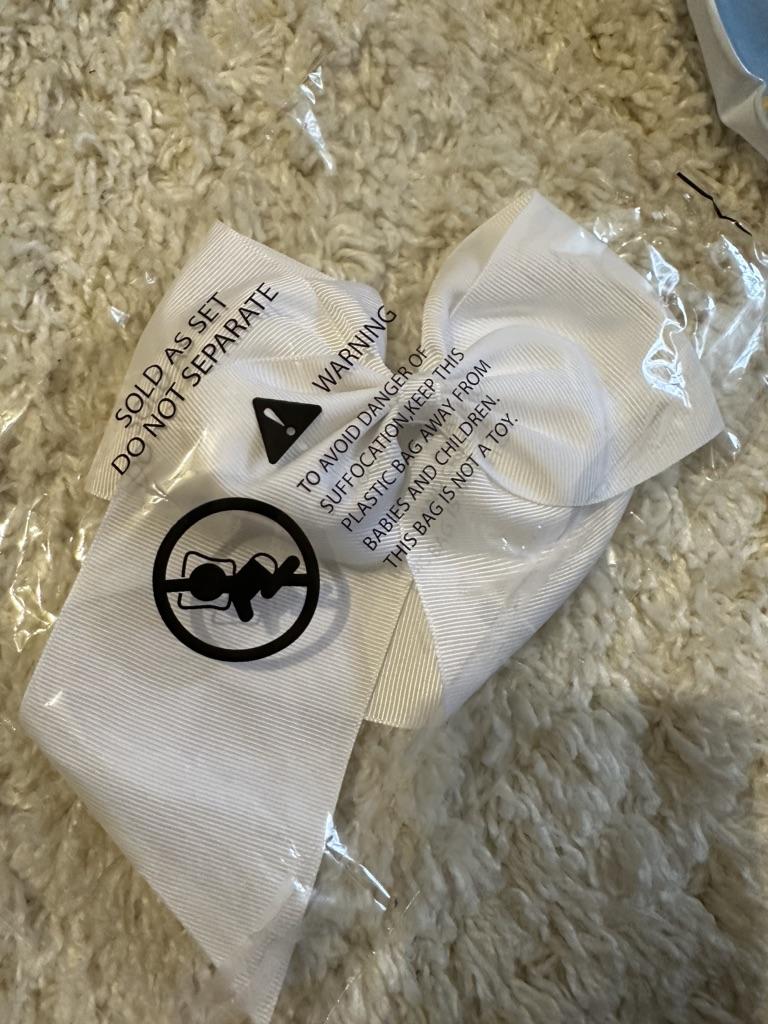 SOLD AS SET
DO NOT SEPARATE
WARNING
TO AVOID DANGER OF
SUFFOCATION KEEP THIS
PLASTIC BAG AWAY FROM
BABIES AND CHILDREN.
THIS BAG IS NOT A TOY.